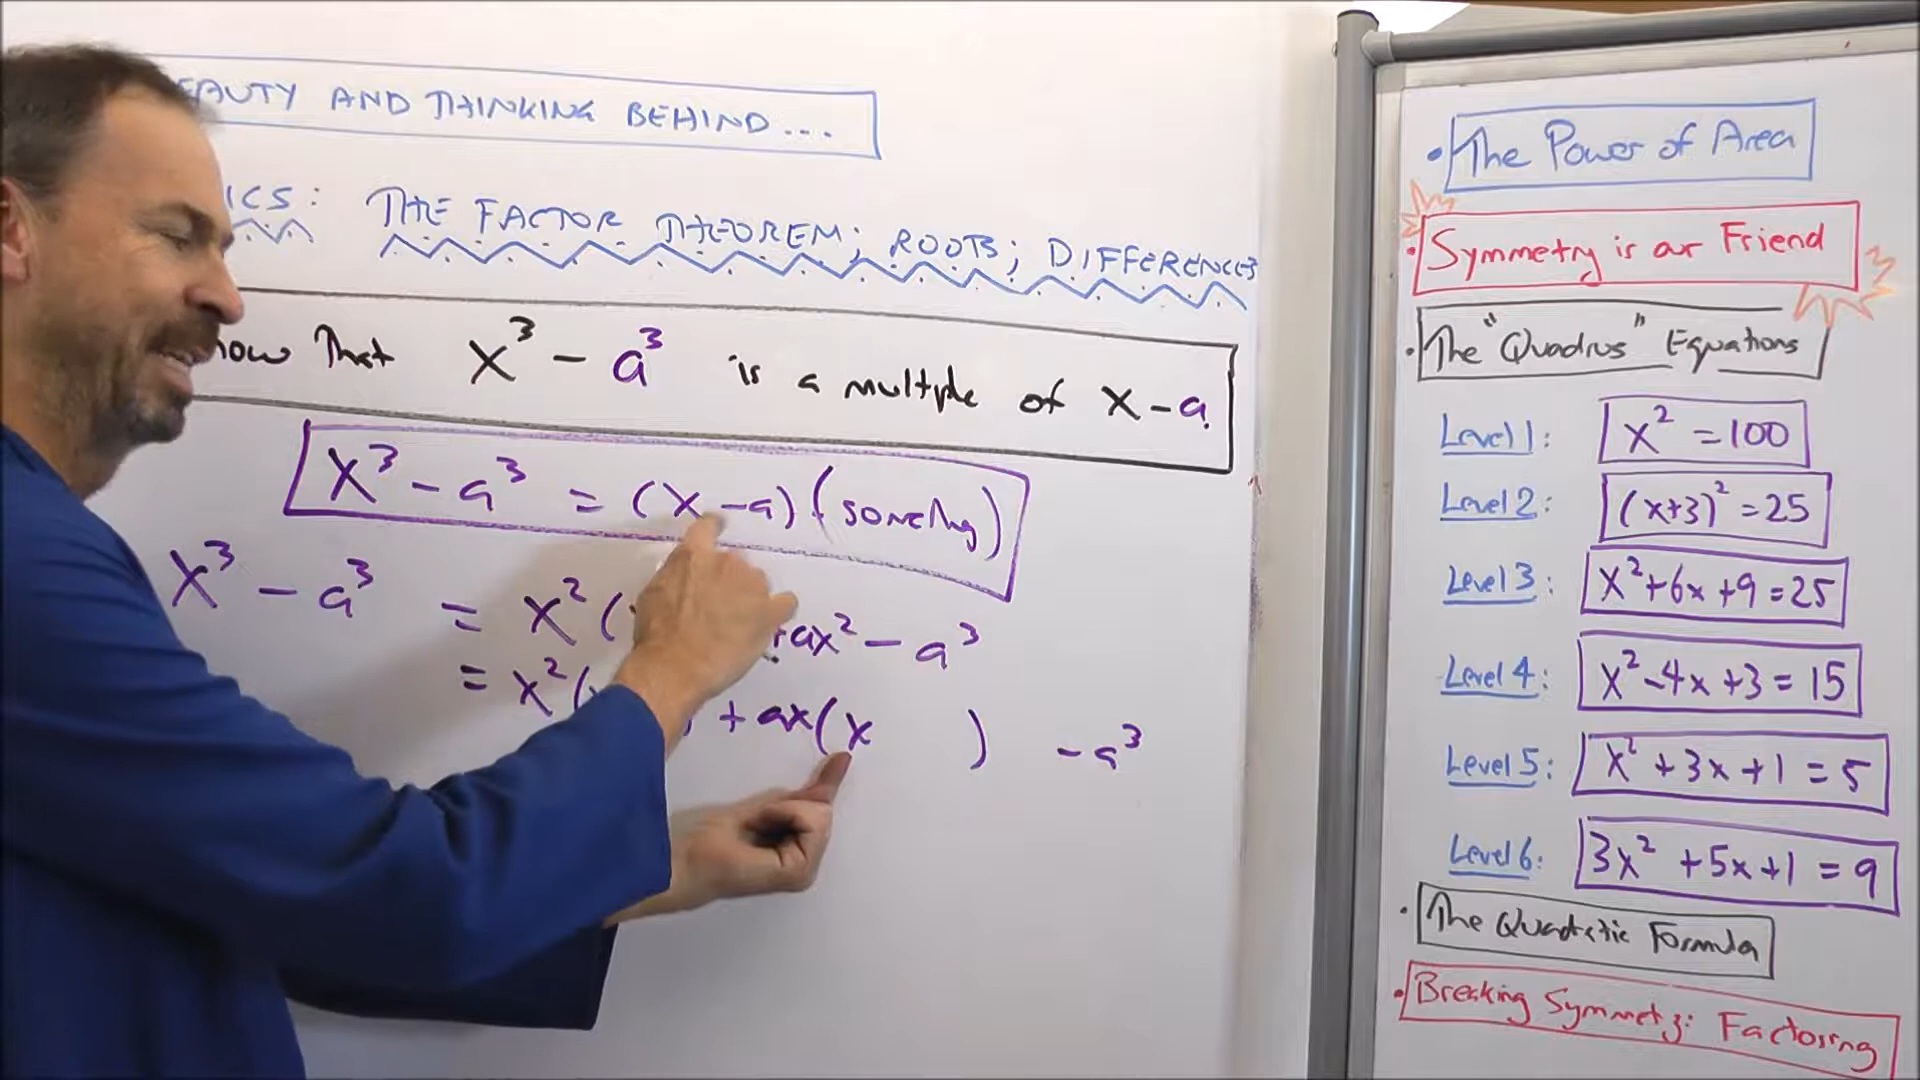 AND THINKING BEHIND...
THE FACTOR THEOREM; ROOTS; DIFFERENCES
That x³ - a³ is a multiple of x-a.
x³ - a³ = (x-a)(something)
x³ - a³ = x²( +ax² - a³
= x²( + ax(x ) - a³
• The Power of Area
• Symmetry is our Friend
• The "Quadrus" Equations
Level 1: x² = 100
Level 2: (x+3)² = 25
Level 3: x²+6x+9=25
Level 4: x²-4x+3=15
Level 5: x²+3x+1=5
Level 6: 3x²+5x+1=9
• The Quadratic Formula
• Breaking Symmetry: Factoring